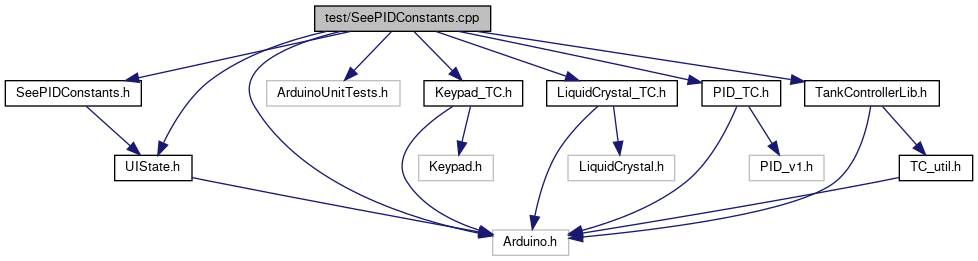 test/SeePIDConstants.cpp
SeePIDConstants.h
ArduinoUnitTests.h
Keypad_TC.h
LiquidCrystal_TC.h
PID_TC.h
TankControllerLib.h
UIState.h
Keypad.h
LiquidCrystal.h
PID_v1.h
TC_util.h
Arduino.h